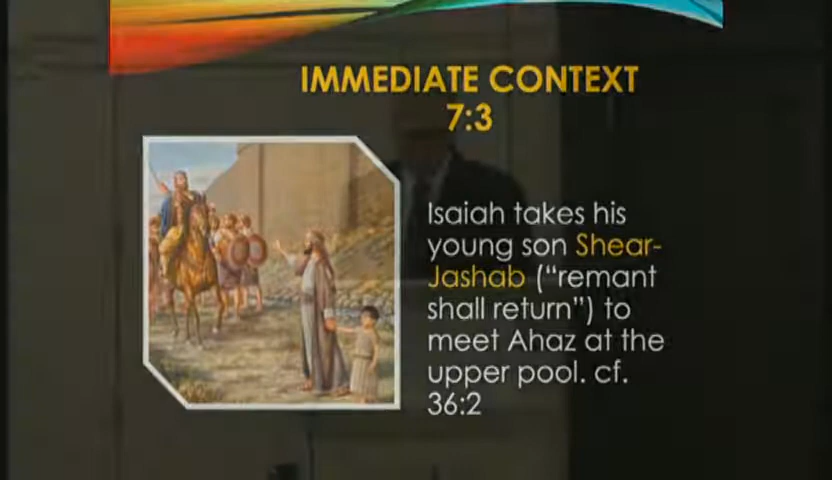 IMMEDIATE CONTEXT
7:3
Isaiah takes his
young son Shear-
Jashab (“remant
shall return”) to
meet Ahaz at the
upper pool. cf.
36:2